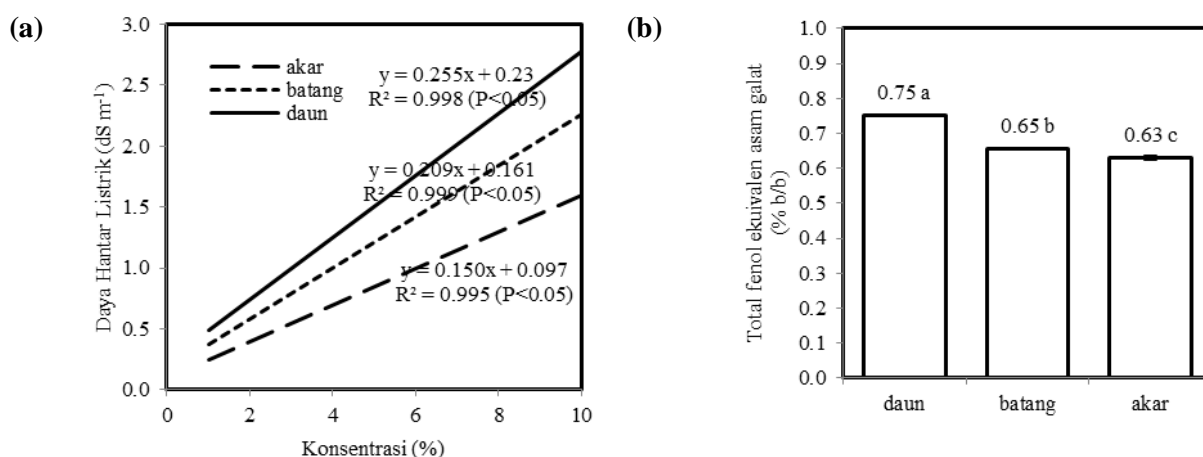 (a)
Daya Hantar Listrik (dS m⁻¹)
3.0
2.5
2.0
1.5
1.0
0.5
0.0
akar
batang
daun
y = 0.255x + 0.23
R² = 0.998 (P<0.05)
y = 0.209x + 0.161
R² = 0.999 (P<0.05)
y = 0.150x + 0.097
R² = 0.995 (P<0.05)
0 2 4 6 8 10
Konsentrasi (%)
(b)
Total fenol ekuivalen asam galat
(% b/b)
1.0
0.9
0.8
0.7
0.6
0.5
0.4
0.3
0.2
0.1
0.0
0.75 a
0.65 b
0.63 c
daun batang akar